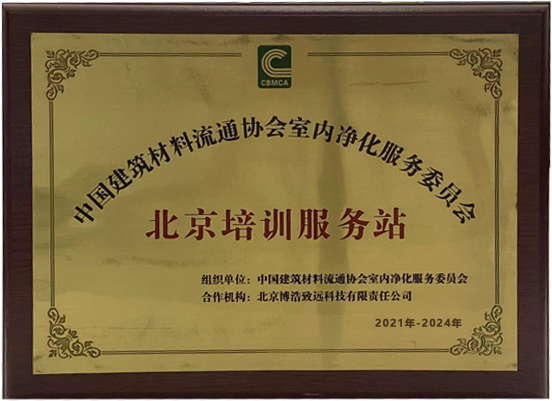 CBMCA
中国建筑材料流通协会室内净化服务委员会
北京培训服务站
组织单位：中国建筑材料流通协会室内净化服务委员会
合作机构：北京博浩致远科技有限责任公司
2021年-2024年